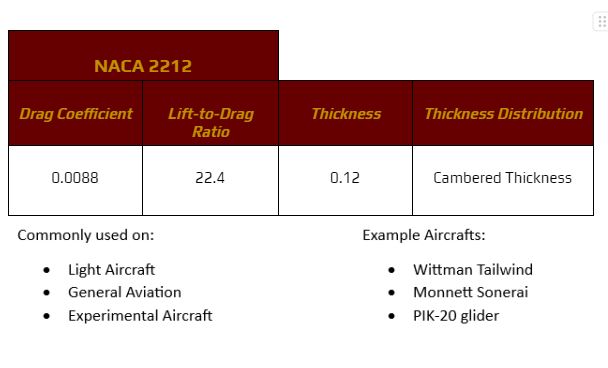 NACA 2212
Drag Coefficient Lift-to-Drag Ratio Thickness Thickness Distribution
0.0088 22.4 0.12 Cambered Thickness
Commonly used on:
• Light Aircraft
• General Aviation
• Experimental Aircraft
Example Aircrafts:
• Wittman Tailwind
• Monnett Sonerai
• PIK-20 glider